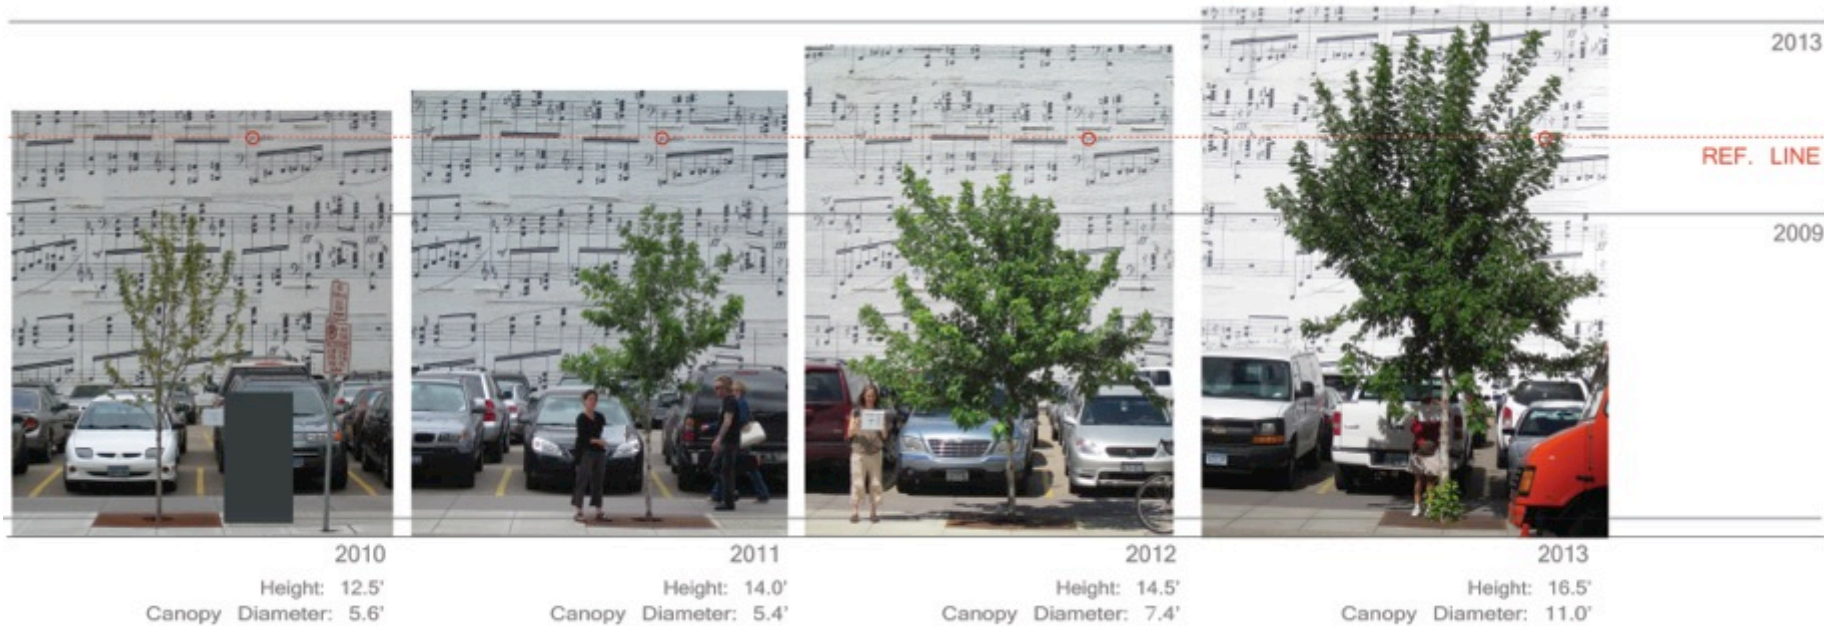 2013
REF. LINE
2009
2010
Height: 12.5'
Canopy Diameter: 5.6'
2011
Height: 14.0'
Canopy Diameter: 5.4'
2012
Height: 14.5'
Canopy Diameter: 7.4'
2013
Height: 16.5'
Canopy Diameter: 11.0'